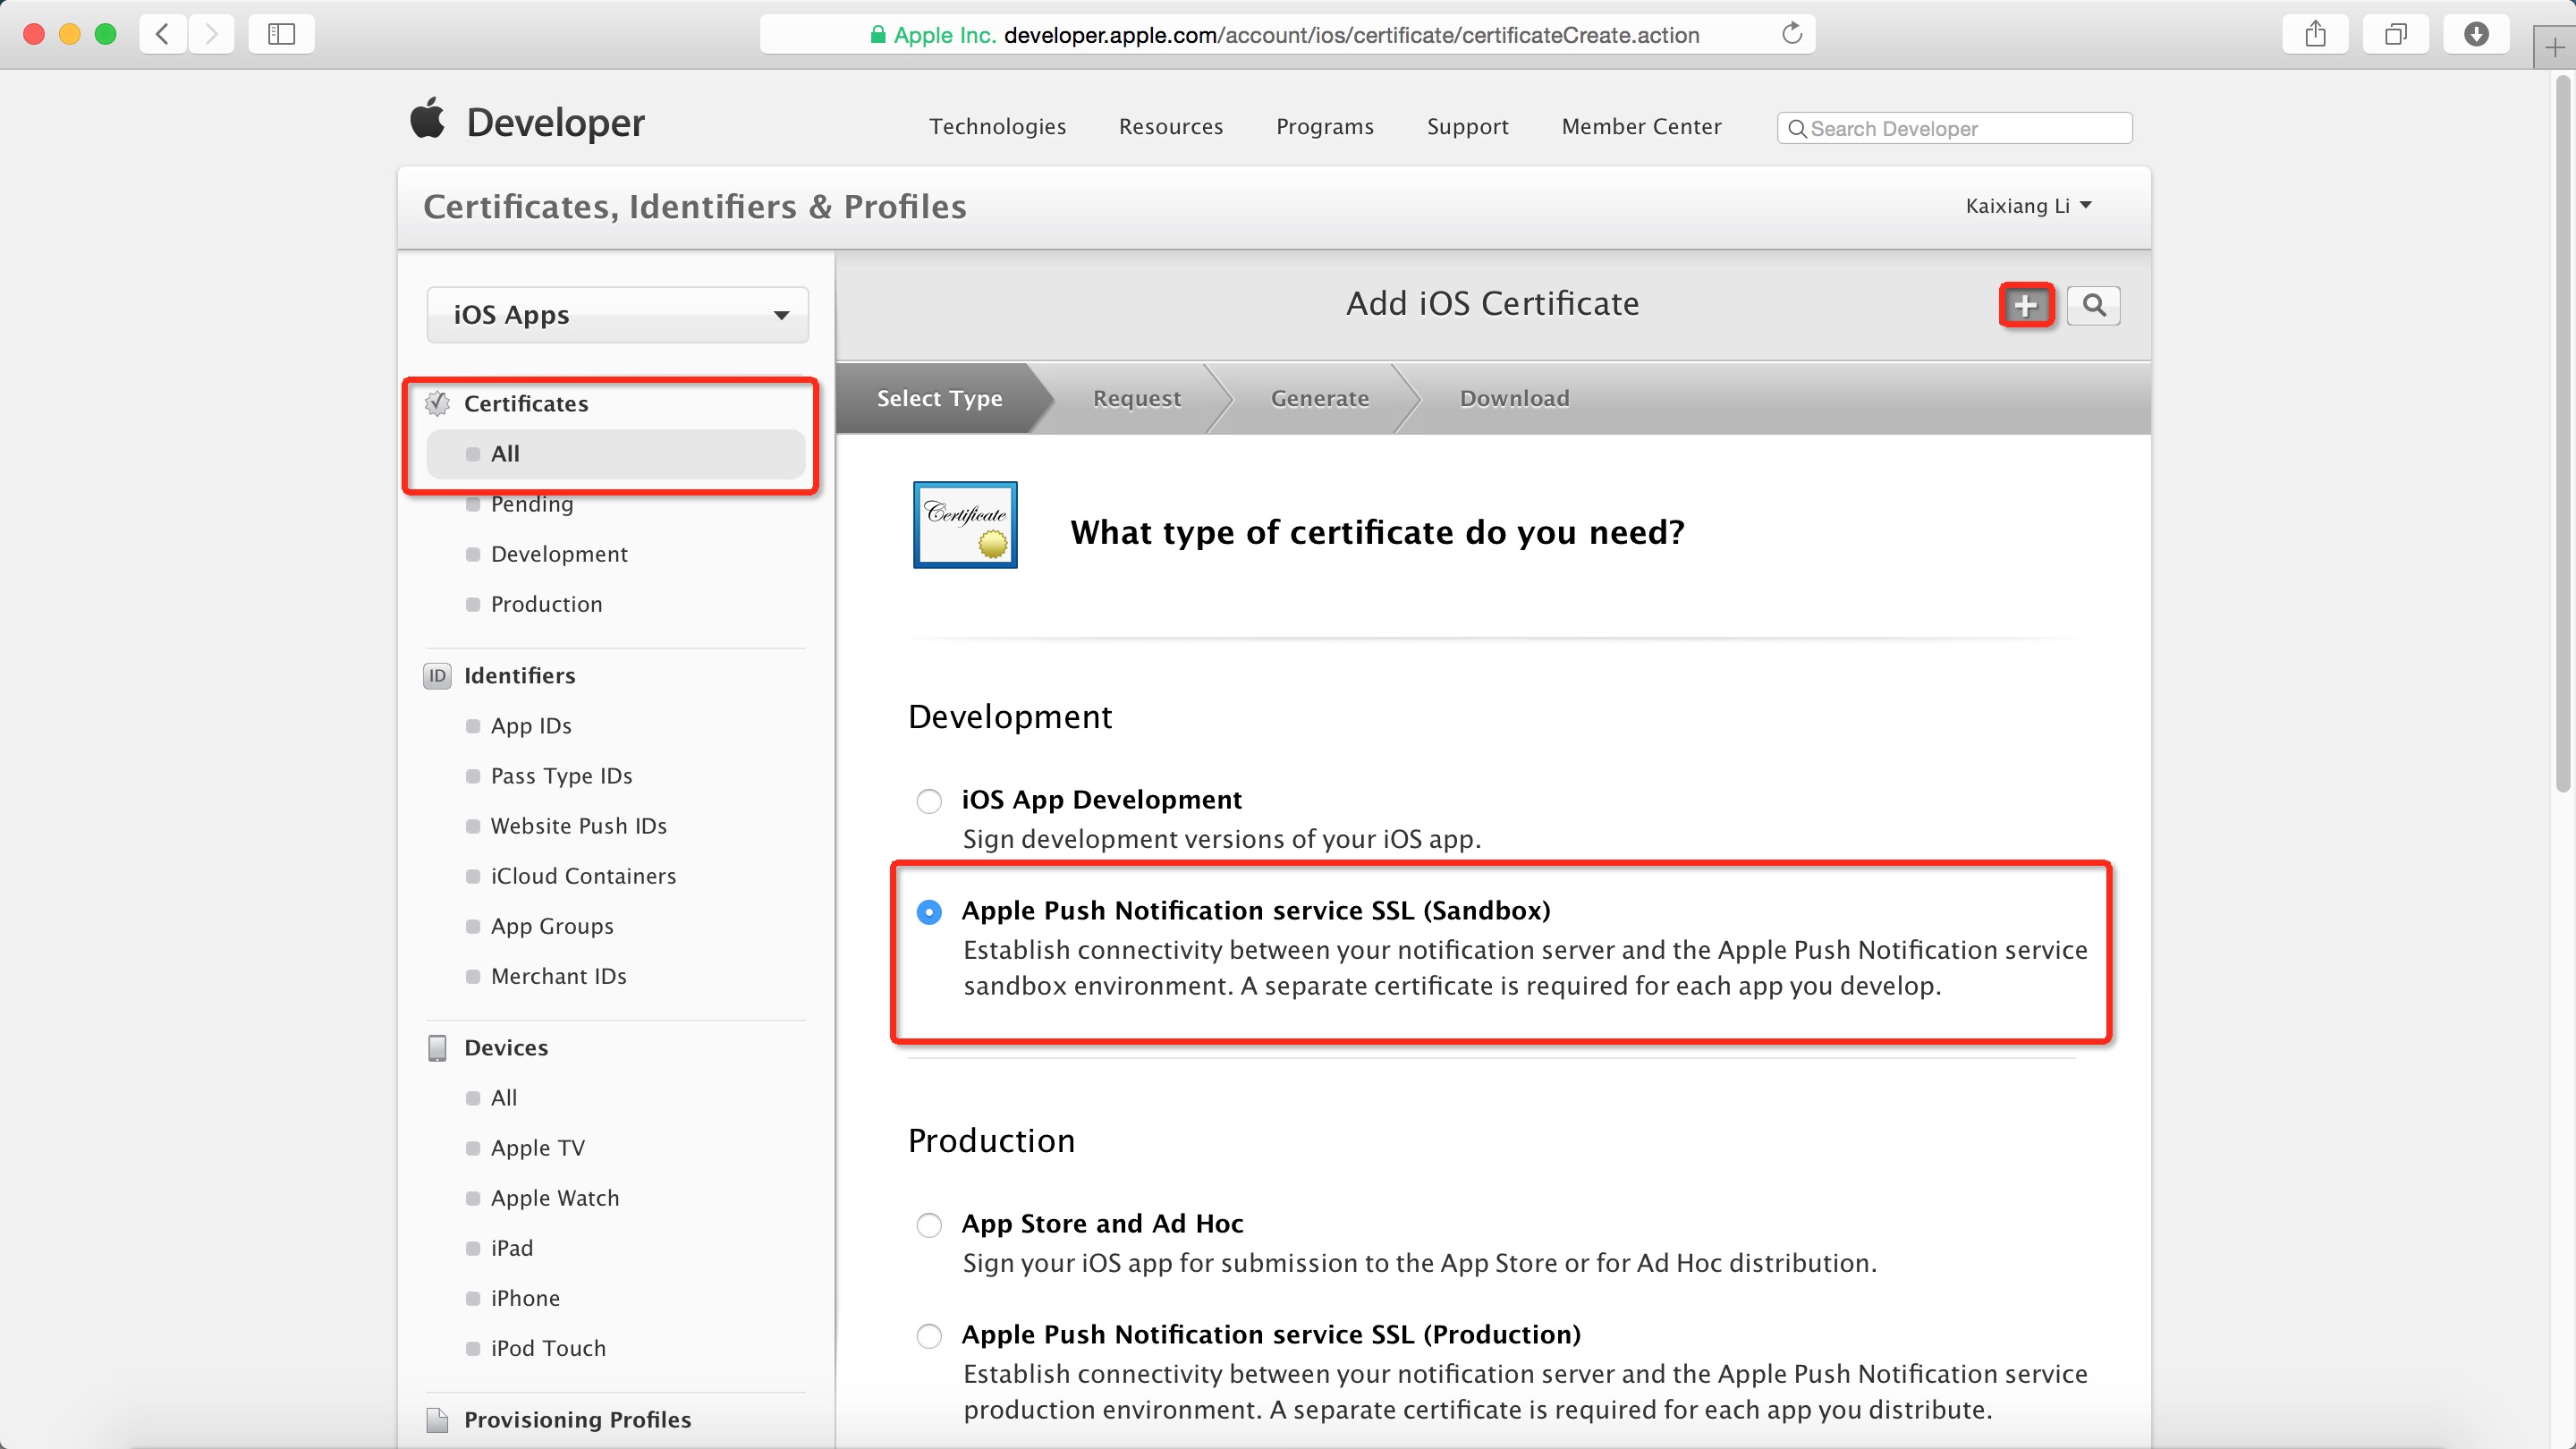 Apple Inc. developer.apple.com/account/ios/certificate/certificateCreate.action
Developer
Technologies
Resources
Programs
Support
Member Center
Search Developer
Certificates, Identifiers & Profiles
Kaixiang Li
iOS Apps
Certificates
All
Pending
Development
Production
ID
Identifiers
App IDs
Pass Type IDs
Website Push IDs
iCloud Containers
App Groups
Merchant IDs
Devices
All
Apple TV
Apple Watch
iPad
iPhone
iPod Touch
Provisioning Profiles
Add iOS Certificate
Select Type
Request
Generate
Download
Certificate
What type of certificate do you need?
Development
iOS App Development
Sign development versions of your iOS app.
Apple Push Notification service SSL (Sandbox)
Establish connectivity between your notification server and the Apple Push Notification service
sandbox environment. A separate certificate is required for each app you develop.
Production
App Store and Ad Hoc
Sign your iOS app for submission to the App Store or for Ad Hoc distribution.
Apple Push Notification service SSL (Production)
Establish connectivity between your notification server and the Apple Push Notification service
production environment. A separate certificate is required for each app you distribute.